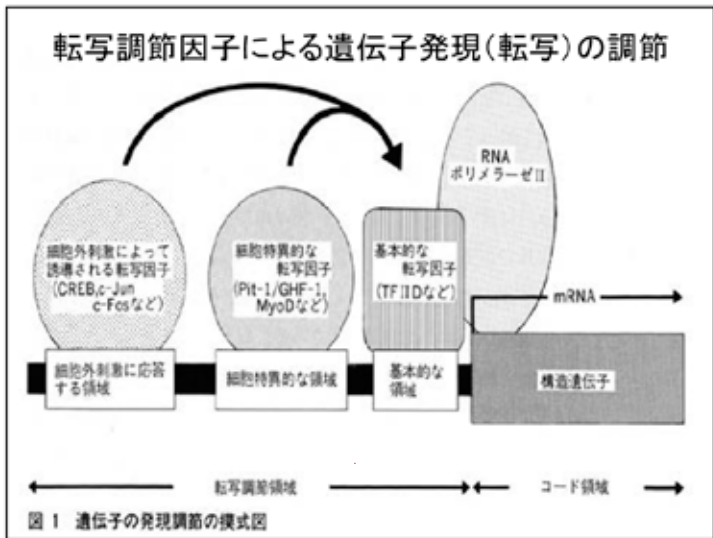 転写調節因子による遺伝子発現(転写)の調節
RNA
ポリメラーゼⅡ
細胞外刺激によって
誘導される転写因子
(CREB,c-Jun
c-Fosなど)
細胞特異的な
転写因子
(Pit-1/GHF-1,
MyoDなど)
基本的な
転写因子
(TFⅡDなど)
mRNA
細胞外刺激に応答
する領域
細胞特異的な領域
基本的な
領域
構造遺伝子
転写調節領域
コード領域
図1 遺伝子の発現調節の模式図